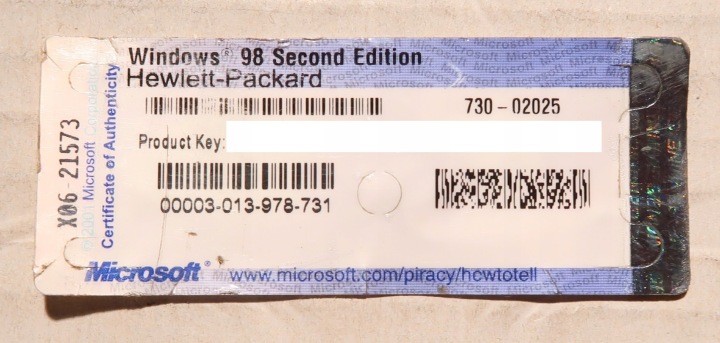 Windows® 98 Second Edition
Hewlett-Packard
730-02025
Product Key:
00003-013-978-731
Microsoft® www.microsoft.com/piracy/howtotell
X06-21573
© 2001 Microsoft Corporation
Certificate of Authenticity